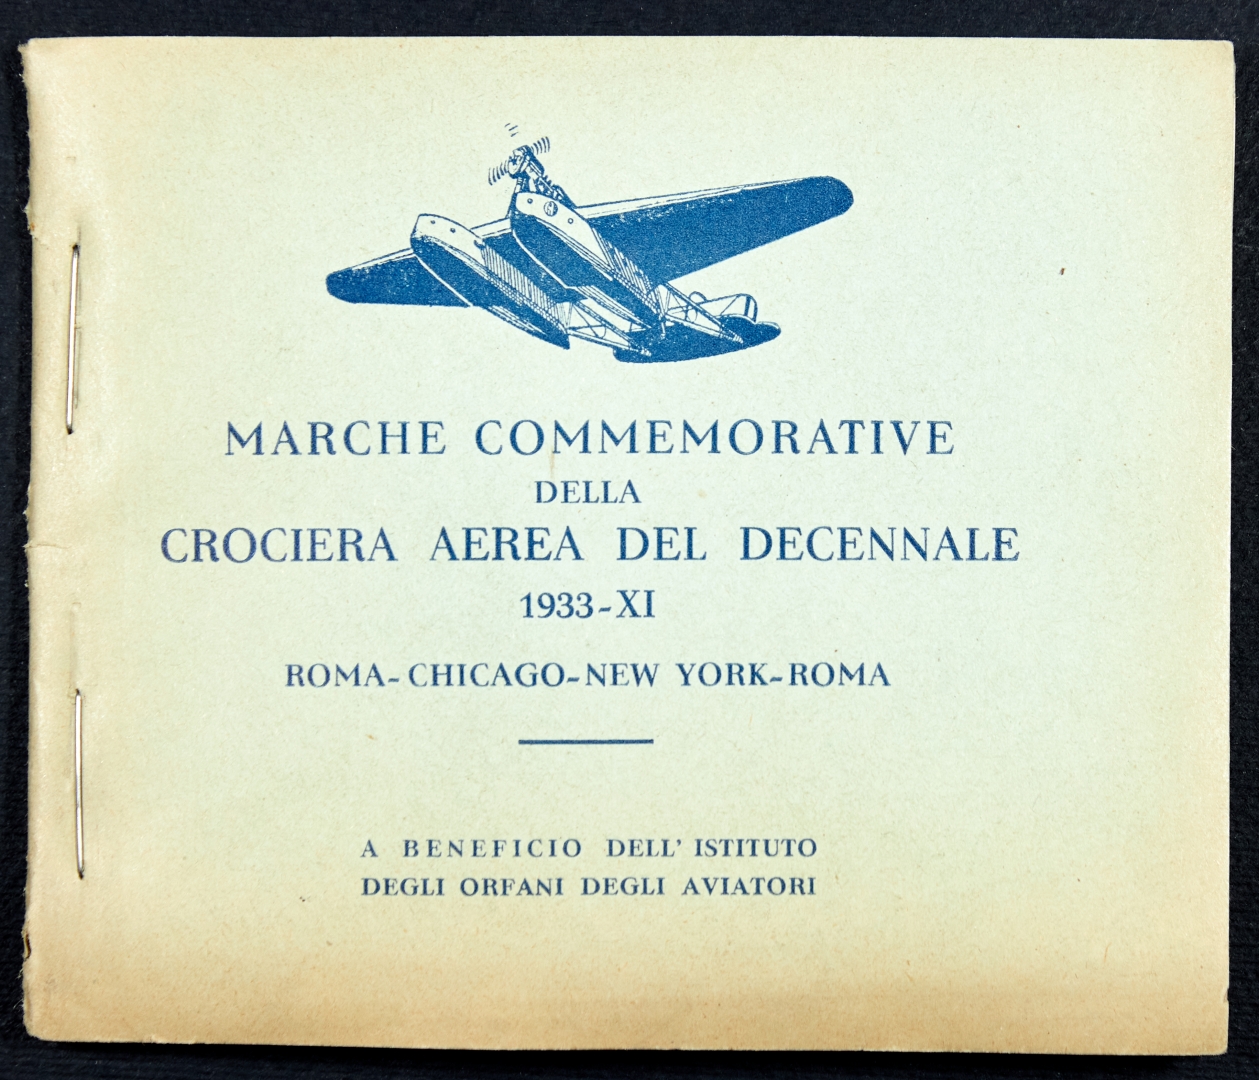 MARCHE COMMEMORATIVE
DELLA
CROCIERA AEREA DEL DECENNALE
1933-XI
ROMA-CHICAGO-NEW YORK-ROMA
A BENEFICIO DELL' ISTITUTO
DEGLI ORFANI DEGLI AVIATORI